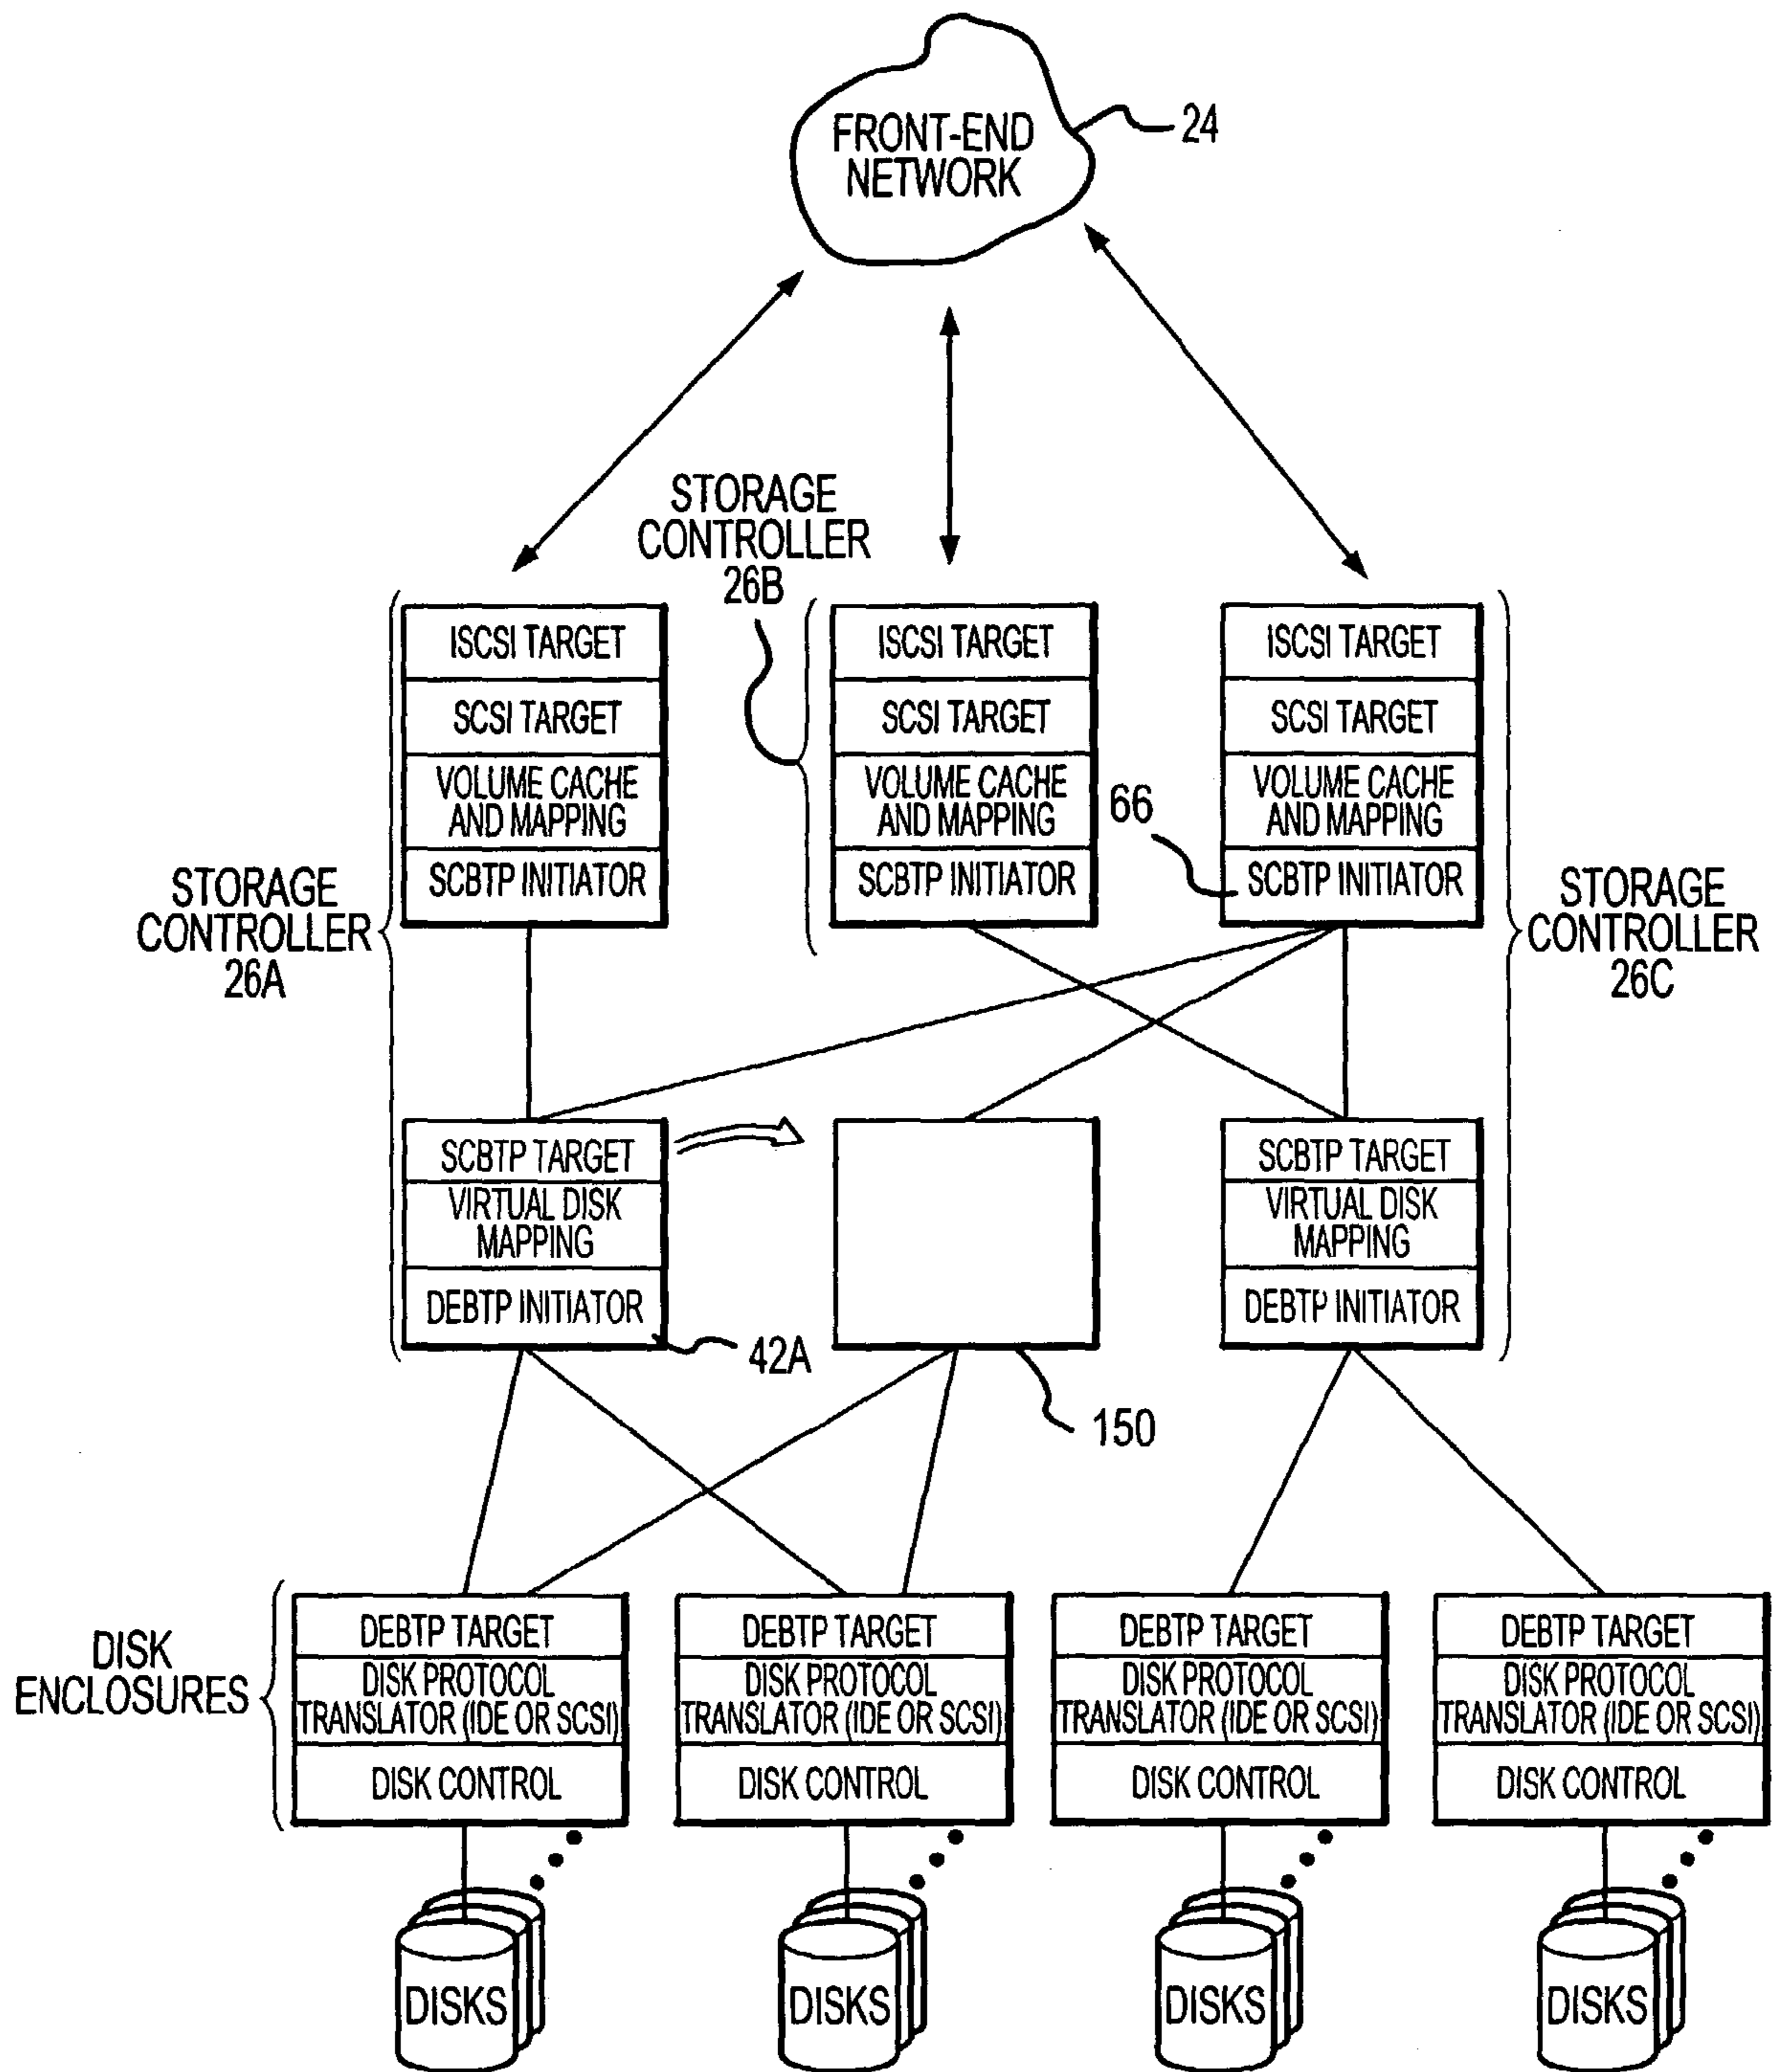 FRONT-END
NETWORK
24
STORAGE
CONTROLLER
26B
ISCSI TARGET
SCSI TARGET
VOLUME CACHE
AND MAPPING
SCBTP INITIATOR
ISCSI TARGET
SCSI TARGET
VOLUME CACHE
AND MAPPING
SCBTP INITIATOR
ISCSI TARGET
SCSI TARGET
VOLUME CACHE
AND MAPPING
SCBTP INITIATOR
66
STORAGE
CONTROLLER
26A
STORAGE
CONTROLLER
26C
SCBTP TARGET
VIRTUAL DISK
MAPPING
DEBTP INITIATOR
42A
150
SCBTP TARGET
VIRTUAL DISK
MAPPING
DEBTP INITIATOR
DISK
ENCLOSURES
DEBTP TARGET
DISK PROTOCOL
TRANSLATOR (IDE OR SCSI)
DISK CONTROL
DEBTP TARGET
DISK PROTOCOL
TRANSLATOR (IDE OR SCSI)
DISK CONTROL
DEBTP TARGET
DISK PROTOCOL
TRANSLATOR (IDE OR SCSI)
DISK CONTROL
DEBTP TARGET
DISK PROTOCOL
TRANSLATOR (IDE OR SCSI)
DISK CONTROL
DISKS
DISKS
DISKS
DISKS